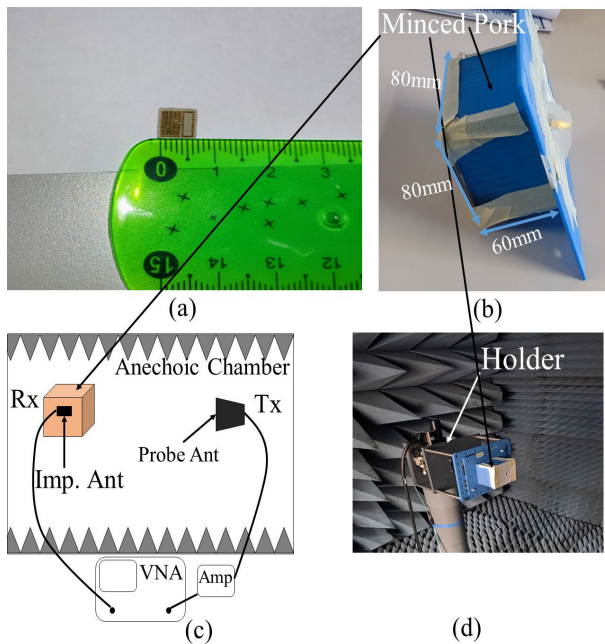 Minced Pork
80mm
80mm
60mm
0
1
2
3
15
14
13
12
(a)
(b)
Anechoic Chamber
Rx
Tx
Probe Ant
Imp. Ant
VNA
Amp
(c)
Holder
(d)